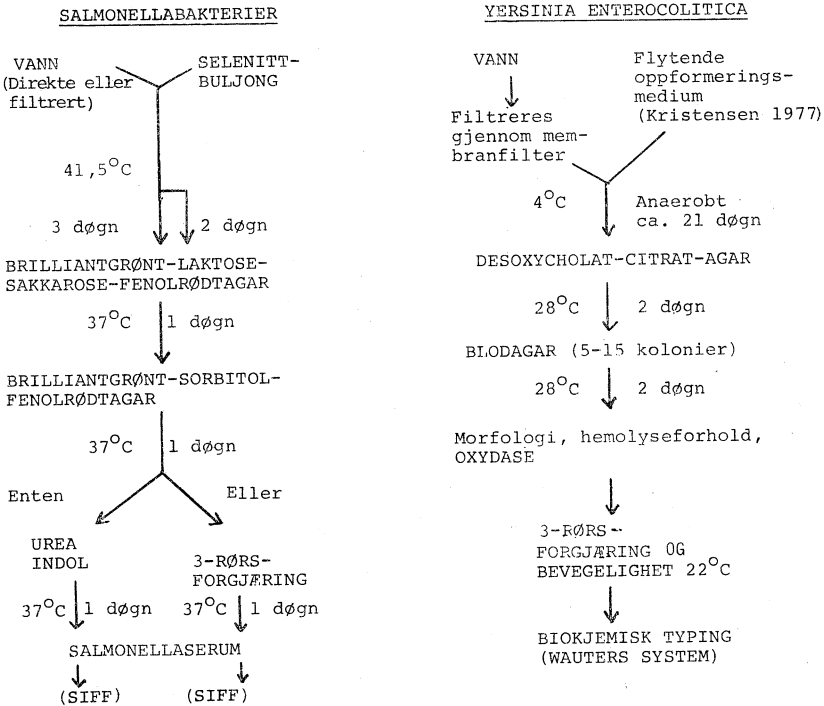 SALMONELLABAKTERIER
VANN
(Direkte eller
filtrert)
SELENITT-
BULJONG
41,5°C
3 døgn
2 døgn
BRILLIANTGRØNT-LAKTOSE-
SAKKAROSE-FENOLRØDTAGAR
37°C
1 døgn
BRILLIANTGRØNT-SORBITOL-
FENOLRØDTAGAR
37°C
1 døgn
Enten
Eller
UREA
INDOL
3-RØRS-
FORGJÆRING
37°C
1 døgn
37°C
1 døgn
SALMONELLASERUM
(SIFF)
(SIFF)
YERSINIA ENTEROCOLITICA
VANN
Filtreres
gjennom mem-
branfilter
Flytende
oppformerings-
medium
(Kristensen 1977)
4°C
Anaerobt
ca. 21 døgn
DESOXYCHOLAT-CITRAT-AGAR
28°C
2 døgn
BLODAGAR (5-15 kolonier)
28°C
2 døgn
Morfologi, hemolyseforhold,
OXYDASE
3-RØRS-
FORGJÆRING OG
BEVEGELIGHET 22°C
BIOKJEMISK TYPING
(WAUTERS SYSTEM)